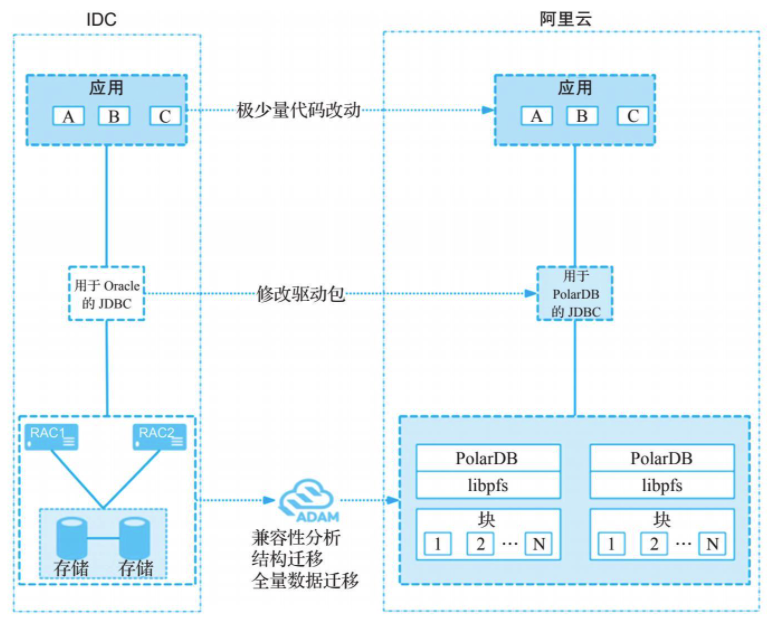 IDC
阿里云
应用
A B C
极少量代码改动
应用
A B C
用于 Oracle
的 JDBC
修改驱动包
用于
PolarDB
的 JDBC
RAC1
RAC2
存储
存储
ADAM
兼容性分析
结构迁移
全量数据迁移
PolarDB
libpfs
块
1 2 … N
PolarDB
libpfs
块
1 2 … N